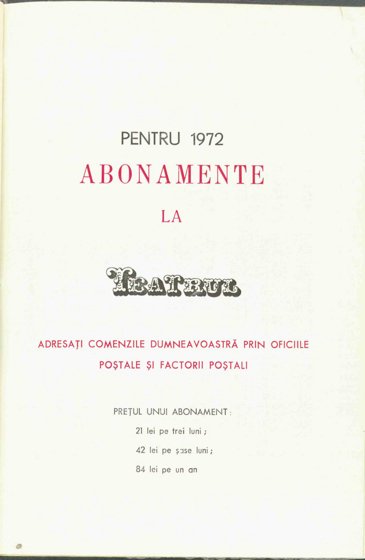 PENTRU 1972
ABONAMENTE
LA
TEATRUL
ADRESAȚI COMENZILE DUMNEAVOASTRĂ PRIN OFICIILE
POȘTALE ȘI FACTORII POȘTALI
PREȚUL UNUI ABONAMENT:
21 lei pe trei luni;
42 lei pe șase luni;
84 lei pe un an